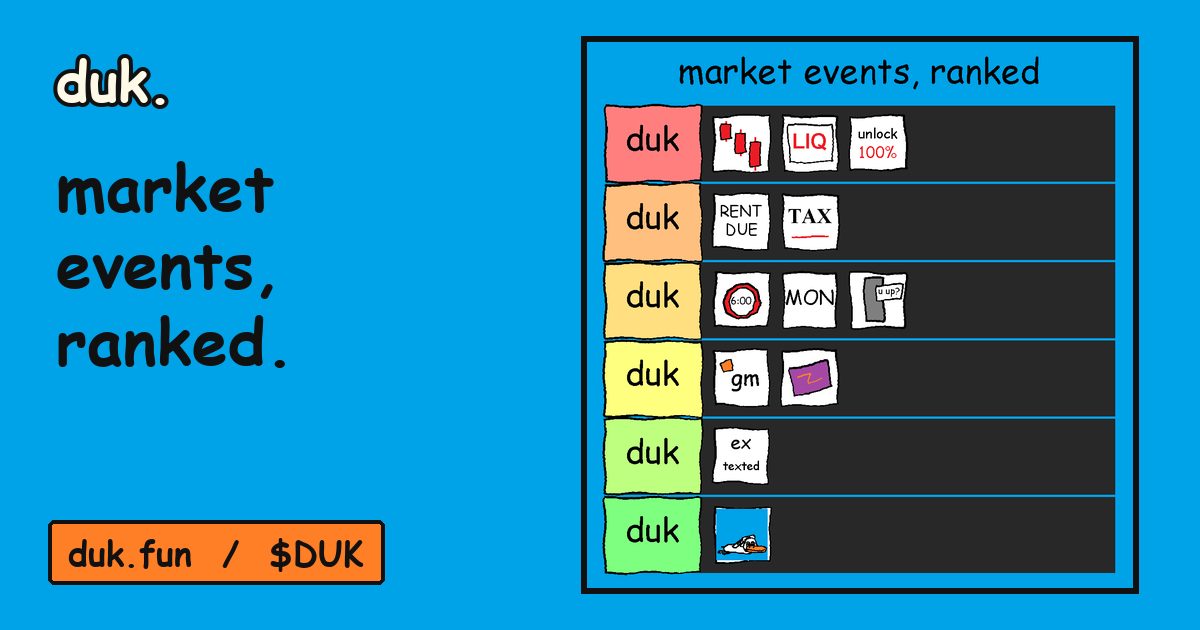 duk.
market
events,
ranked.
duk.fun / $DUK
market events, ranked
duk
LIQ
unlock
100%
duk
RENT
DUE
TAX
duk
6:00
MON
u up?
duk
gm
duk
ex
texted
duk